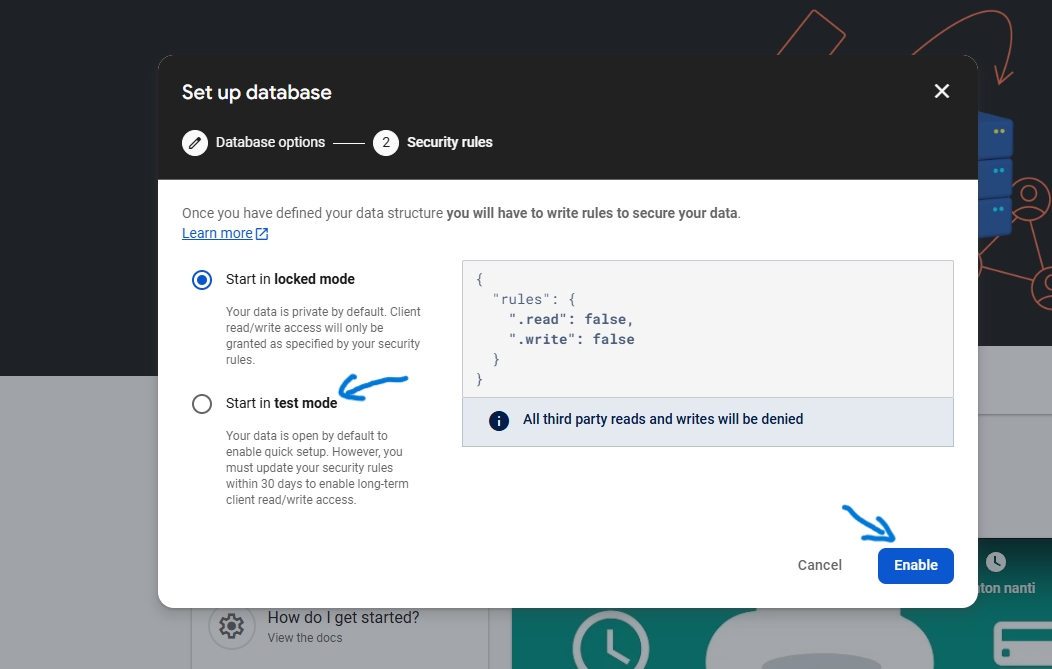 Set up database
Database options
2 Security rules
Once you have defined your data structure you will have to write rules to secure your data.
Learn more
Start in locked mode
Your data is private by default. Client
read/write access will only be
granted as specified by your security
rules.
Start in test mode
Your data is open by default to
enable quick setup. However, you
must update your security rules
within 30 days to enable long-term
client read/write access.
{
"rules": {
".read": false,
".write": false
}
}
All third party reads and writes will be denied
Cancel
Enable
How do I get started?
View the docs
nanti